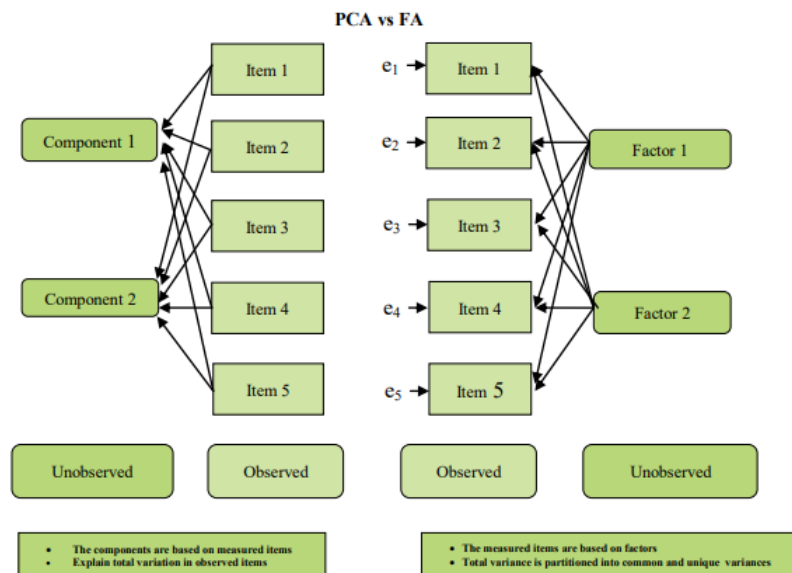 PCA vs FA
Item 1
Item 2
Item 3
Item 4
Item 5
Component 1
Component 2
e1
e2
e3
e4
e5
Item 1
Item 2
Item 3
Item 4
Item 5
Factor 1
Factor 2
Unobserved
Observed
Observed
Unobserved
• The components are based on measured items
• Explain total variation in observed items
• The measured items are based on factors
• Total variance is partitioned into common and unique variances